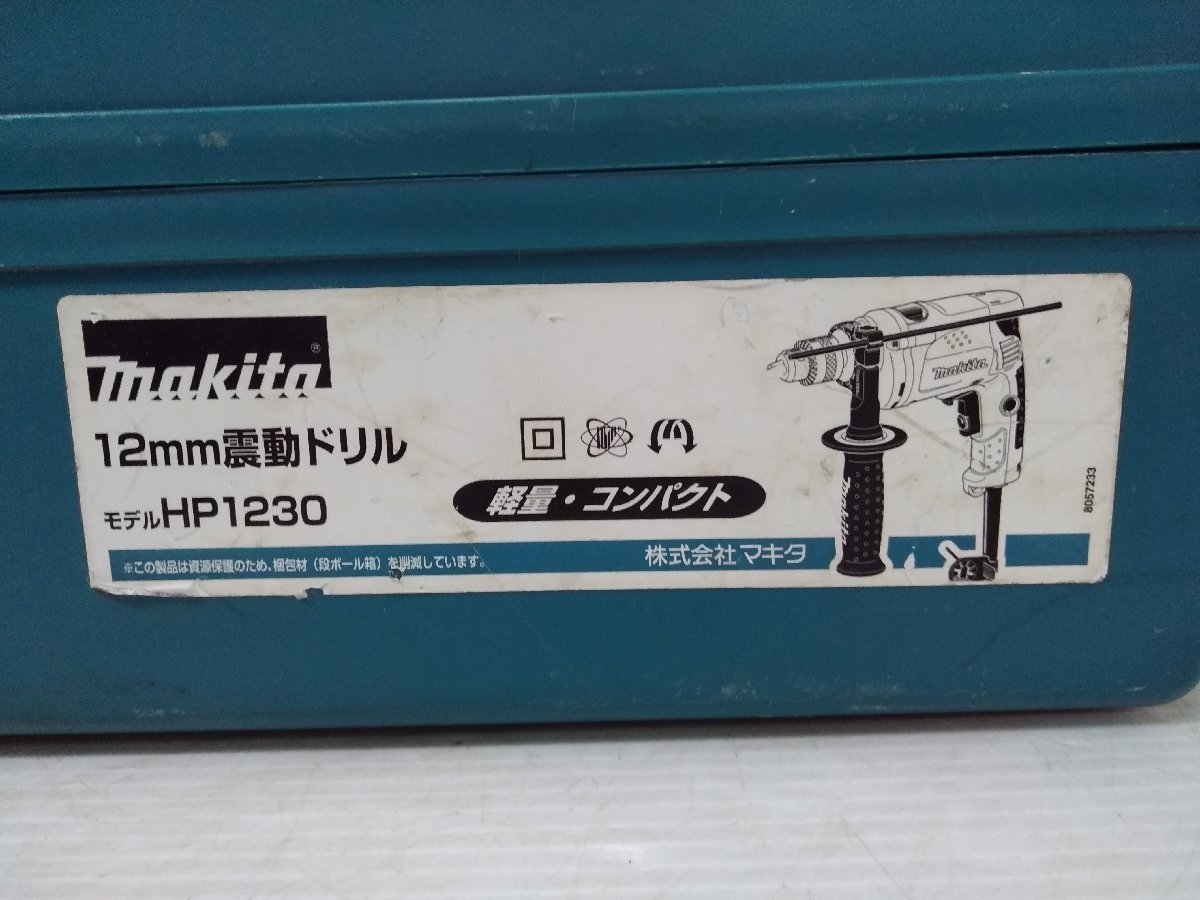 makita®
12mm震動ドリル
モデルHP1230
軽量・コンパクト
※この製品は資源保護のため、梱包材（段ボール箱）を削減しています。
株式会社マキタ
makita
makita
8057233